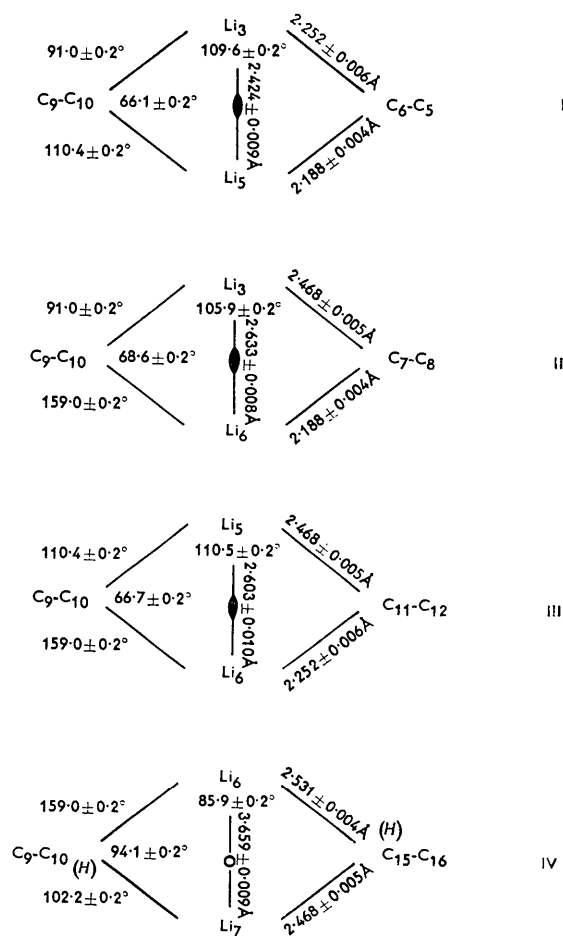 Li3
91·0±0·2°
109·6±0·2°
2·252±0·006Å
C9–C10
66·1±0·2°
2·424±0·009Å
C6–C5
I
110·4±0·2°
Li5
2·188±0·004Å
Li3
91·0±0·2°
105·9±0·2°
2·468±0·005Å
C9–C10
68·6±0·2°
2·633±0·008Å
C7–C8
II
159·0±0·2°
Li6
2·188±0·004Å
Li5
110·4±0·2°
110·5±0·2°
2·468±0·005Å
C9–C10
66·7±0·2°
2·603±0·010Å
C11–C12
III
159·0±0·2°
Li6
2·252±0·006Å
Li6
159·0±0·2°
85·9±0·2°
2·531±0·004Å
(H)
C9–C10
94·1±0·2°
3·659±0·009Å
C15–C16
IV
(H)
102·2±0·2°
Li7
2·468±0·005Å